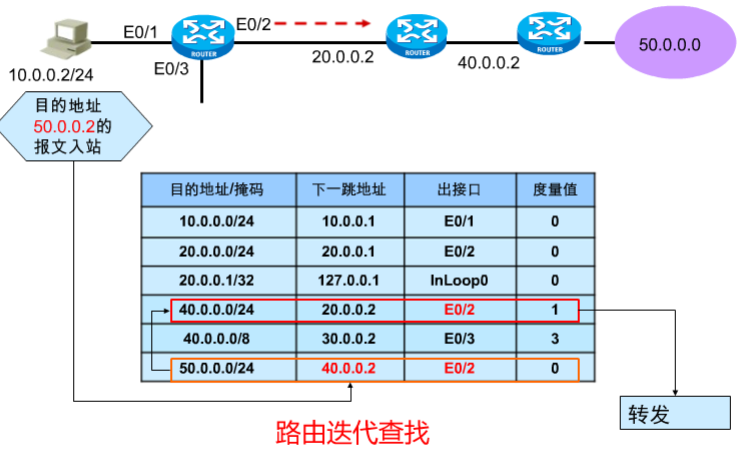 E0/1
E0/2
ROUTER
ROUTER
ROUTER
50.0.0.0
20.0.0.2
40.0.0.2
10.0.0.2/24
E0/3
目的地址
50.0.0.2的
报文入站
目的地址/掩码 下一跳地址 出接口 度量值
10.0.0.0/24 10.0.0.1 E0/1 0
20.0.0.0/24 20.0.0.1 E0/2 0
20.0.0.1/32 127.0.0.1 InLoop0 0
40.0.0.0/24 20.0.0.2 E0/2 1
40.0.0.0/8 30.0.0.2 E0/3 3
50.0.0.0/24 40.0.0.2 E0/2 0
转发
路由迭代查找